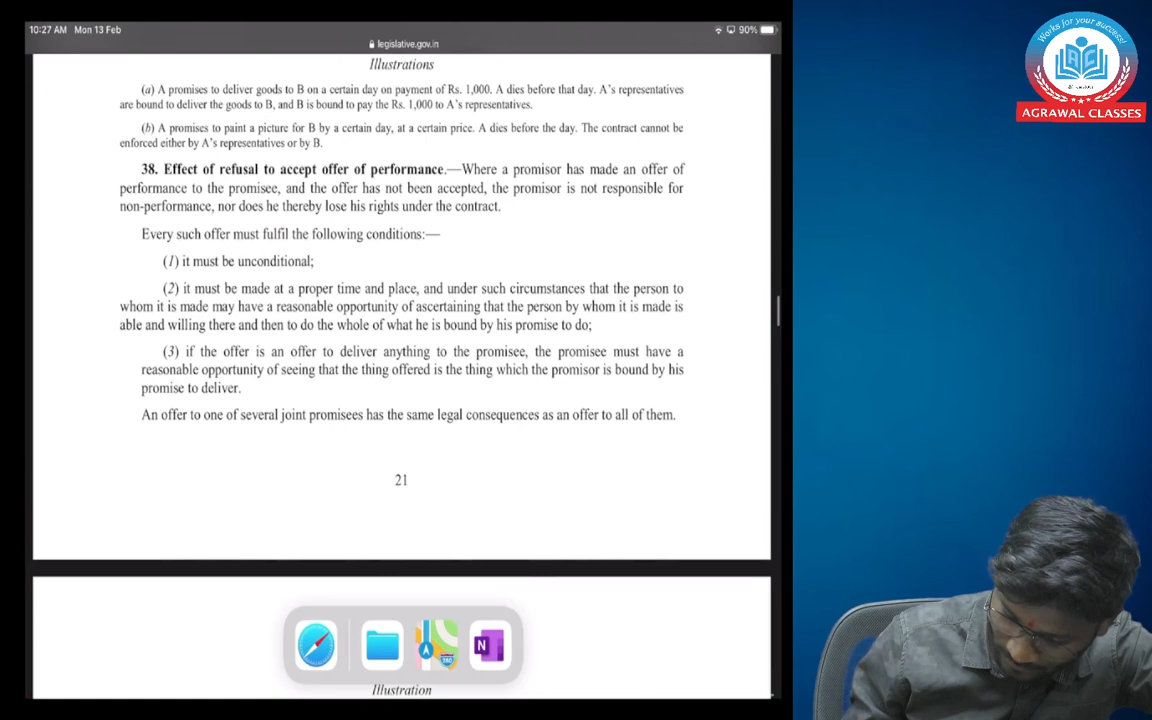 10:27 AM Mon 13 Feb
90%
legislative.gov.in
Illustrations
(a) A promises to deliver goods to B on a certain day on payment of Rs. 1,000. A dies before that day. A's representatives
are bound to deliver the goods to B, and B is bound to pay the Rs. 1,000 to A's representatives.
(b) A promises to paint a picture for B by a certain day, at a certain price. A dies before the day. The contract cannot be
enforced either by A's representatives or by B.
38. Effect of refusal to accept offer of performance.—Where a promisor has made an offer of
performance to the promisee, and the offer has not been accepted, the promisor is not responsible for
non-performance, nor does he thereby lose his rights under the contract.
Every such offer must fulfil the following conditions:—
(1) it must be unconditional;
(2) it must be made at a proper time and place, and under such circumstances that the person to
whom it is made may have a reasonable opportunity of ascertaining that the person by whom it is made is
able and willing there and then to do the whole of what he is bound by his promise to do;
(3) if the offer is an offer to deliver anything to the promisee, the promisee must have a
reasonable opportunity of seeing that the thing offered is the thing which the promisor is bound by his
promise to deliver.
An offer to one of several joint promisees has the same legal consequences as an offer to all of them.
21
280
N
Illustration
Works for your success!
AC
AGRAWAL CLASSES